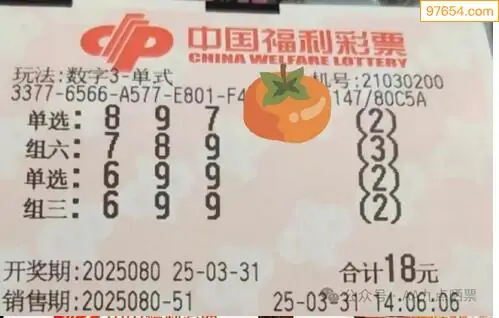 97654.com
中国福利彩票
CHINA WELFARE LOTTERY
玩法:数字3-单式 机号:21030200
3377-6566-A577-E801-F4 147/80C5A
单选: 8 9 7 (2)
组六: 7 8 9 (3)
单选: 6 9 9 (2)
组三: 6 9 9 (2)
开奖期:2025080 25-03-31 合计18元
销售期:2025080-51 25-03-31 14:06:06
公众号